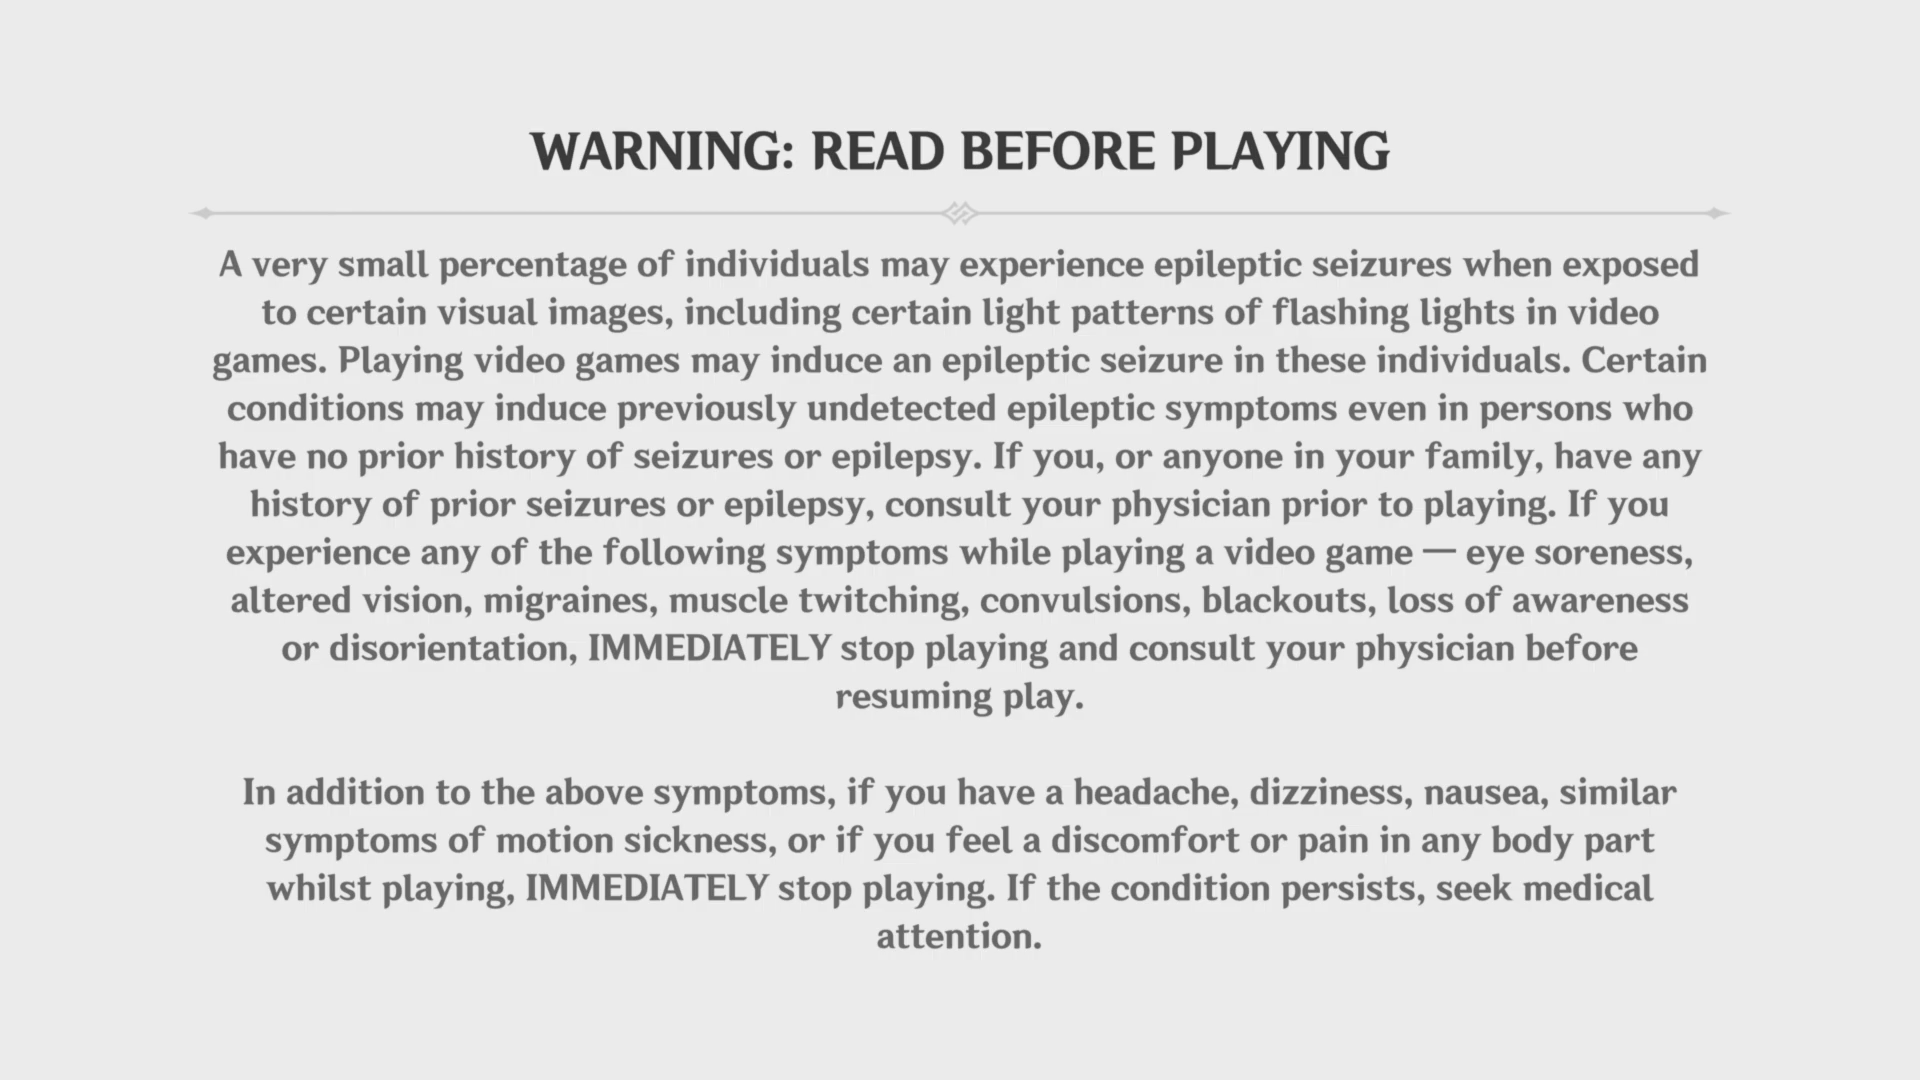 WARNING: READ BEFORE PLAYING
A very small percentage of individuals may experience epileptic seizures when exposed
to certain visual images, including certain light patterns of flashing lights in video
games. Playing video games may induce an epileptic seizure in these individuals. Certain
conditions may induce previously undetected epileptic symptoms even in persons who
have no prior history of seizures or epilepsy. If you, or anyone in your family, have any
history of prior seizures or epilepsy, consult your physician prior to playing. If you
experience any of the following symptoms while playing a video game — eye soreness,
altered vision, migraines, muscle twitching, convulsions, blackouts, loss of awareness
or disorientation, IMMEDIATELY stop playing and consult your physician before
resuming play.
In addition to the above symptoms, if you have a headache, dizziness, nausea, similar
symptoms of motion sickness, or if you feel a discomfort or pain in any body part
whilst playing, IMMEDIATELY stop playing. If the condition persists, seek medical
attention.